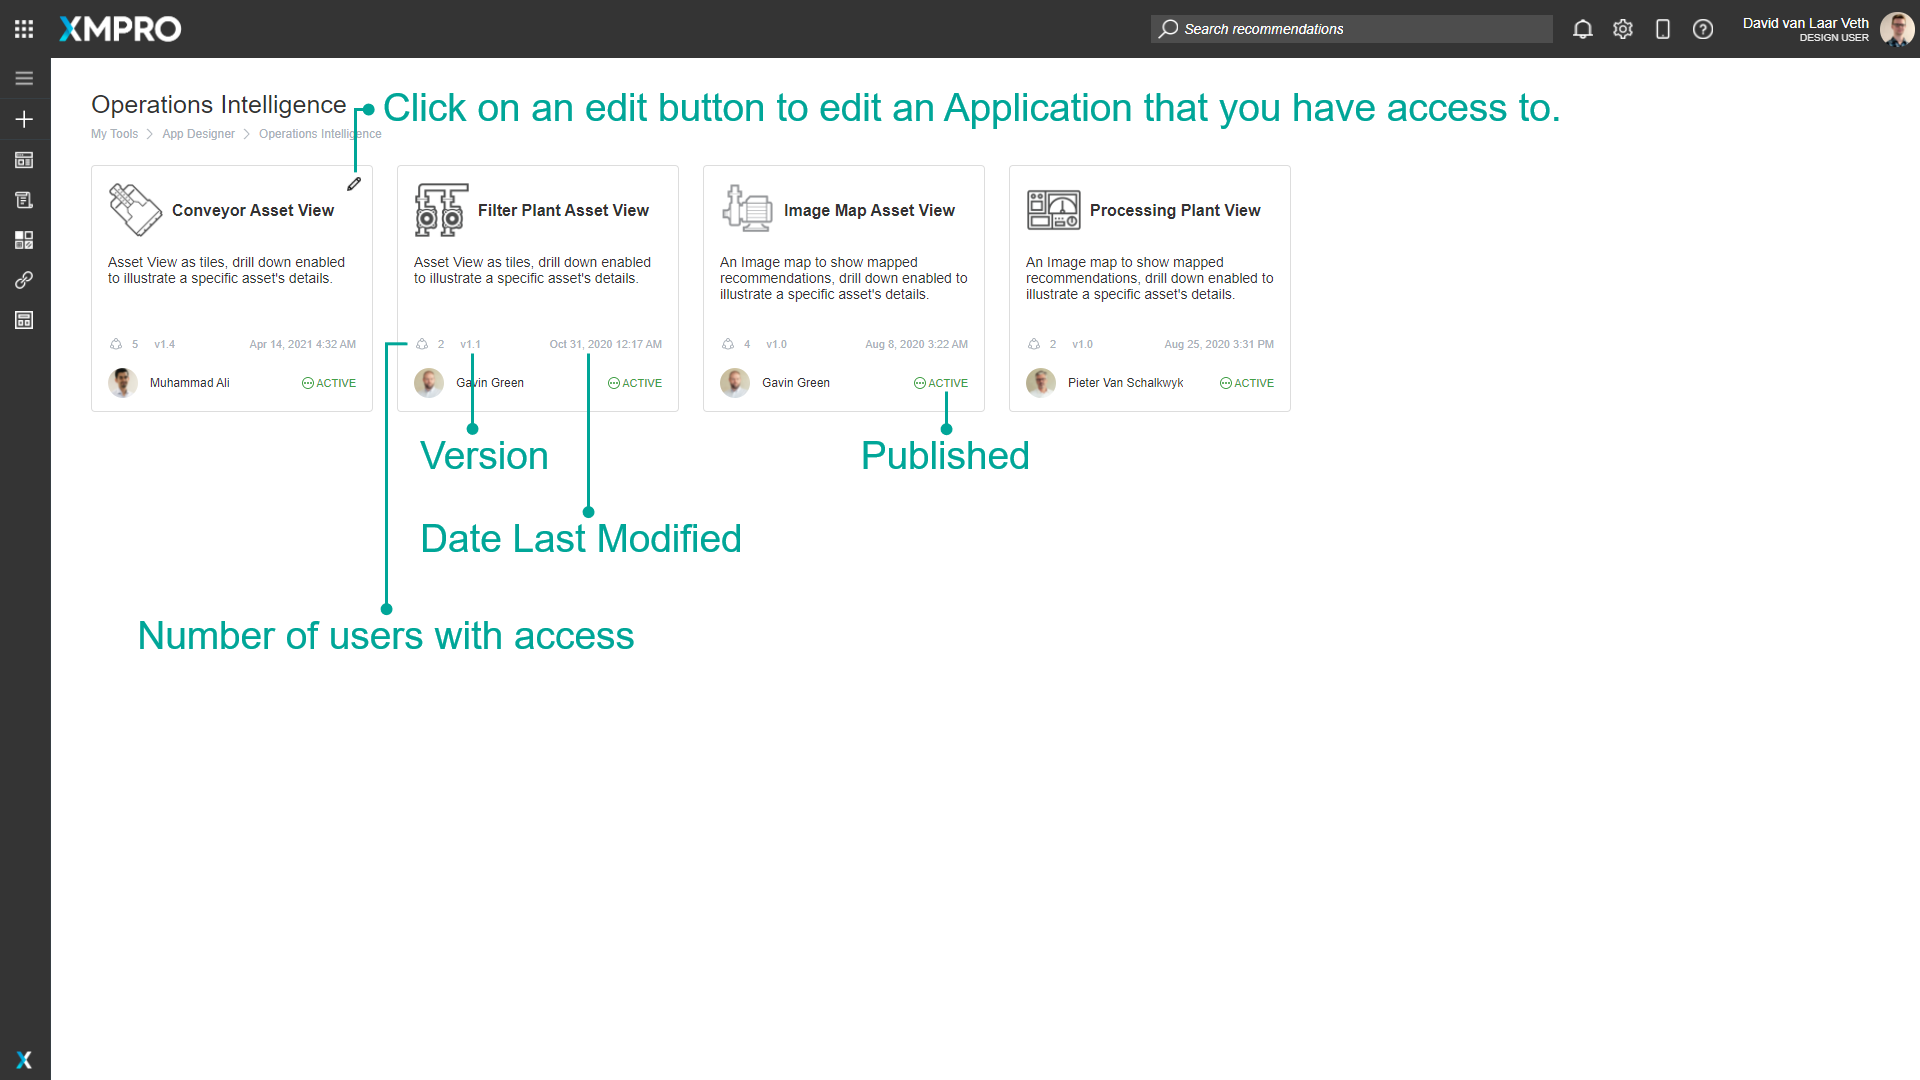 XMPRO
Search recommendations
David van Laar Veth
DESIGN USER
Operations Intelligence
Click on an edit button to edit an Application that you have access to.
My Tools
App Designer
Operations Intelligence
Conveyor Asset View
Asset View as tiles, drill down enabled
to illustrate a specific asset's details.
5 v1.4 Apr 14, 2021 4:32 AM
Muhammad Ali
ACTIVE
Filter Plant Asset View
Asset View as tiles, drill down enabled
to illustrate a specific asset's details.
2 v1.1 Oct 31, 2020 12:17 AM
Gavin Green
ACTIVE
Image Map Asset View
An Image map to show mapped
recommendations, drill down enabled to
illustrate a specific asset's details.
4 v1.0 Aug 8, 2020 3:22 AM
Gavin Green
ACTIVE
Processing Plant View
An Image map to show mapped
recommendations, drill down enabled to
illustrate a specific asset's details.
2 v1.0 Aug 25, 2020 3:31 PM
Pieter Van Schalkwyk
ACTIVE
Version
Published
Date Last Modified
Number of users with access
X